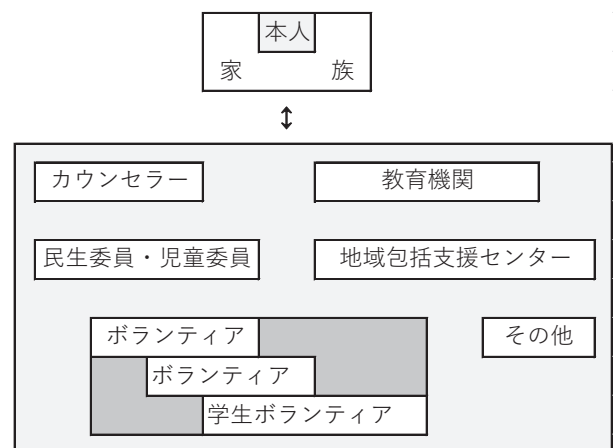 本人
家 族
↕
カウンセラー
教育機関
民生委員・児童委員
地域包括支援センター
ボランティア
その他
ボランティア
学生ボランティア